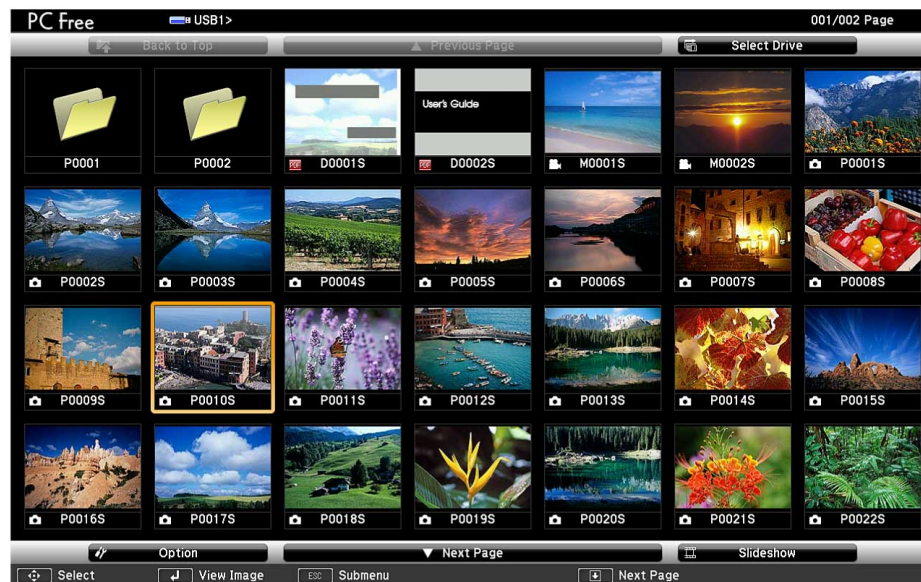 PC Free USB1> 001/002 Page
Back to Top Previous Page Select Drive
User's Guide
P0001 P0002 PDF D0001S PDF D0002S M0001S M0002S P0001S
P0002S P0003S P0004S P0005S P0006S P0007S P0008S
P0009S P0010S P0011S P0012S P0013S P0014S P0015S
P0016S P0017S P0018S P0019S P0020S P0021S P0022S
Option Next Page Slideshow
Select View Image ESC Submenu Next Page